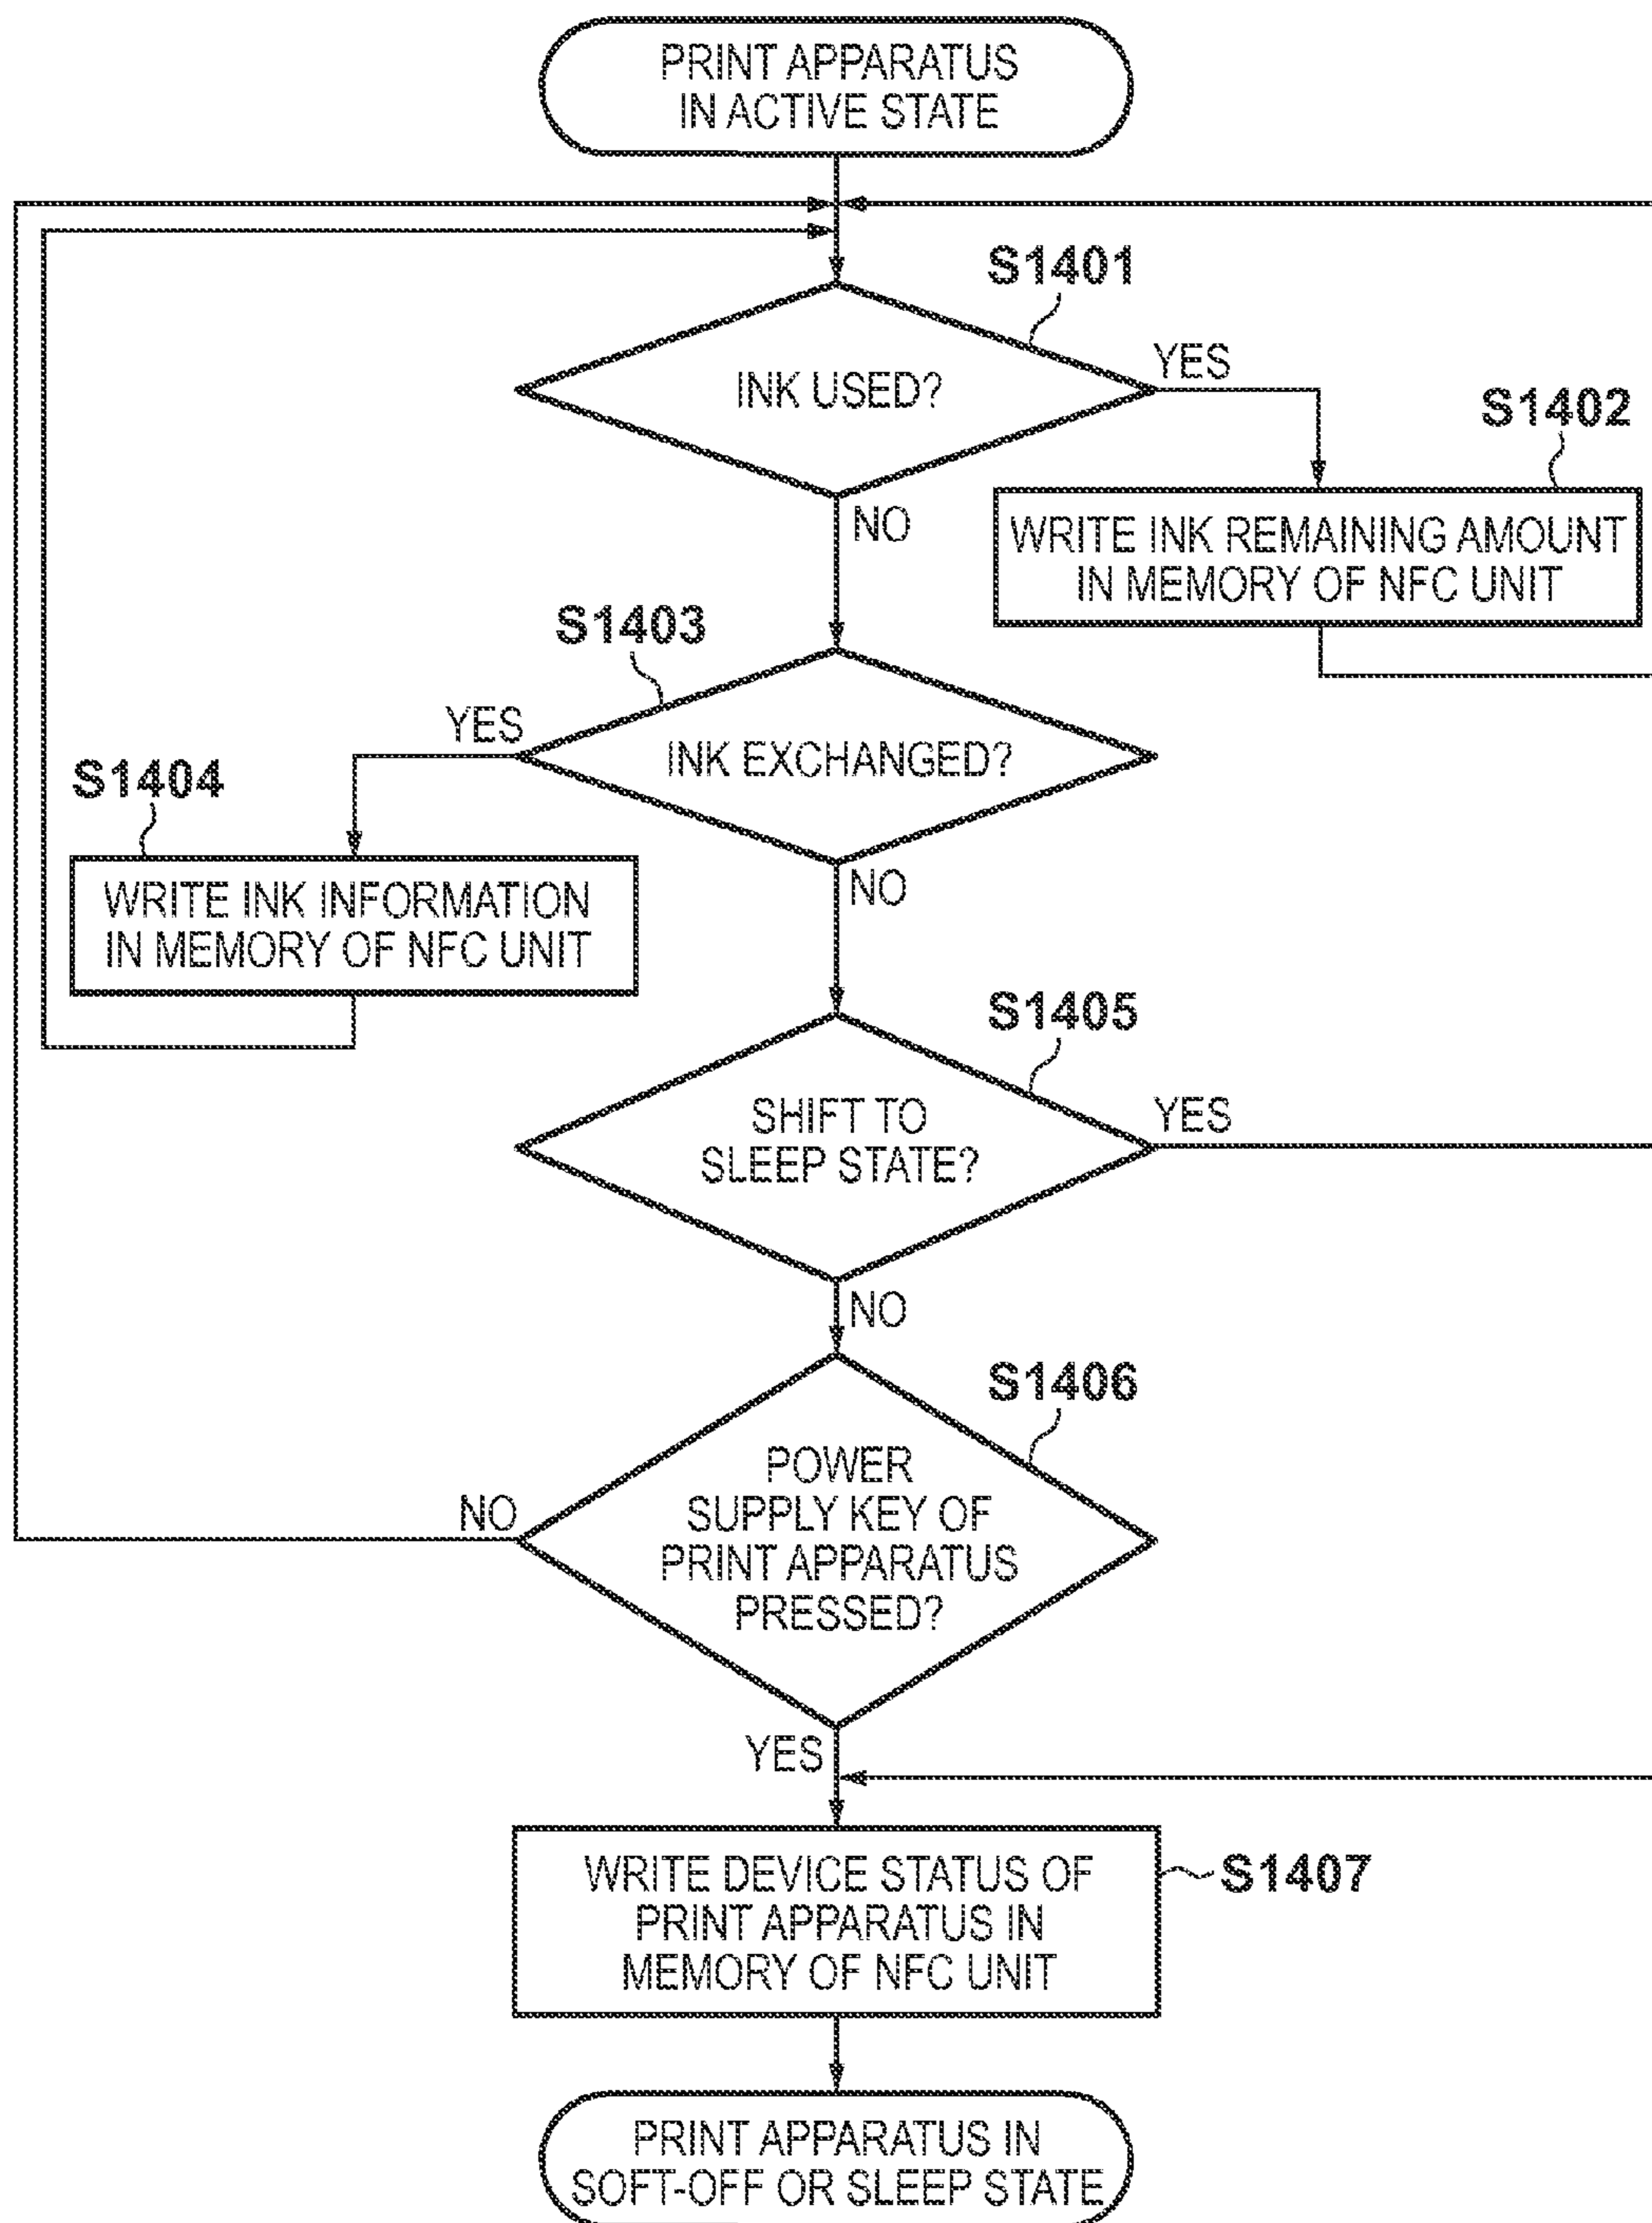 PRINT APPARATUS
IN ACTIVE STATE
S1401
INK USED?
YES
NO
S1402
WRITE INK REMAINING AMOUNT
IN MEMORY OF NFC UNIT
S1403
INK EXCHANGED?
YES
NO
S1404
WRITE INK INFORMATION
IN MEMORY OF NFC UNIT
S1405
SHIFT TO
SLEEP STATE?
YES
NO
S1406
POWER
SUPPLY KEY OF
PRINT APPARATUS
PRESSED?
NO
YES
WRITE DEVICE STATUS OF
PRINT APPARATUS IN
MEMORY OF NFC UNIT
S1407
PRINT APPARATUS IN
SOFT-OFF OR SLEEP STATE